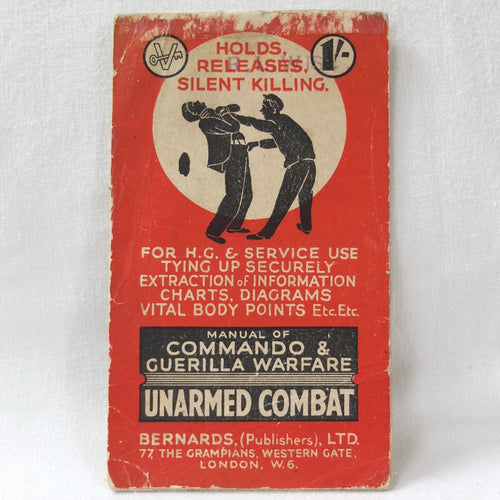 HOLDS,
RELEASES,
SILENT KILLING.
1/-
FOR H.G. & SERVICE USE
TYING UP SECURELY
EXTRACTION of INFORMATION
CHARTS, DIAGRAMS
VITAL BODY POINTS Etc. Etc.
MANUAL OF
COMMANDO &
GUERILLA WARFARE
UNARMED COMBAT
BERNARDS, (Publishers), LTD.
77, THE GRAMPIANS, WESTERN GATE,
LONDON, W.6.